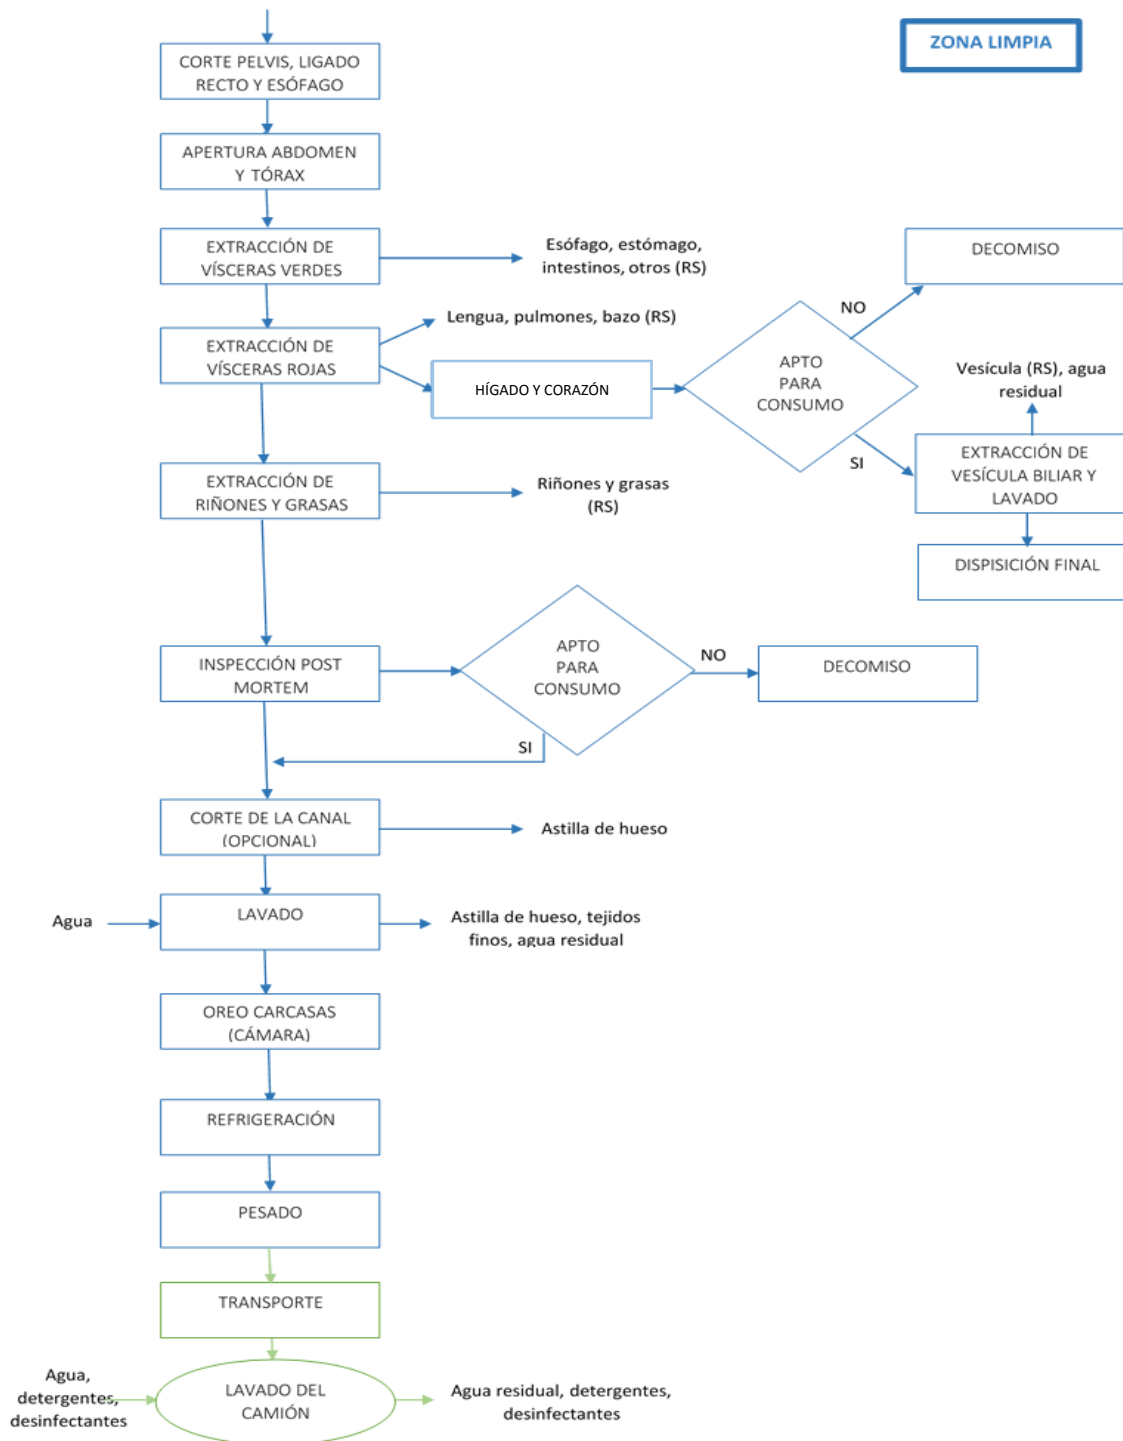 ZONA LIMPIA
CORTE PELVIS, LIGADO
RECTO Y ESÓFAGO
APERTURA ABDOMEN
Y TÓRAX
EXTRACCIÓN DE
VÍSCERAS VERDES
Esófago, estómago,
intestinos, otros (RS)
DECOMISO
NO
Lengua, pulmones, bazo (RS)
EXTRACCIÓN DE
VÍSCERAS ROJAS
HÍGADO Y CORAZÓN
APTO
PARA
CONSUMO
Vesícula (RS), agua
residual
SI
EXTRACCIÓN DE
VESÍCULA BILIAR Y
LAVADO
DISPISICIÓN FINAL
EXTRACCIÓN DE
RIÑONES Y GRASAS
Riñones y grasas
(RS)
INSPECCIÓN POST
MORTEM
APTO
PARA
CONSUMO
NO
DECOMISO
SI
CORTE DE LA CANAL
(OPCIONAL)
Astilla de hueso
Agua
LAVADO
Astilla de hueso, tejidos
finos, agua residual
OREO CARCASAS
(CÁMARA)
REFRIGERACIÓN
PESADO
TRANSPORTE
Agua,
detergentes,
desinfectantes
LAVADO DEL
CAMIÓN
Agua residual, detergentes,
desinfectantes